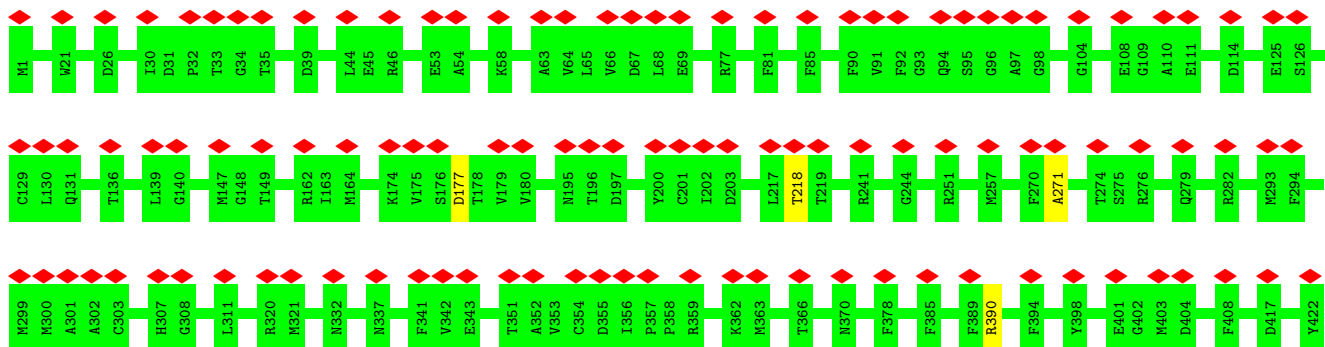 M1 W21 D26 I30 D31 P32 T33 G34 T35 D39 L44 E45 R46 E53 A54 K58 A63 V64 L65 V66 D67 L68 E69 R77 F81 F85 F90 V91 F92 G93 Q94 S95 G96 A97 G98 G104 E108 G109 A110 E111 D114 E125 S126
C129 L130 Q131 T136 L139 G140 M147 G148 T149 R162 I163 M164 K174 V175 S176 D177 T178 V179 V180 N195 T196 D197 Y200 C201 I202 D203 L217 T218 T219 R241 G244 R251 M257 F270 A271 T274 S275 R276 Q279 R282 M293 F294
M299 M300 A301 A302 C303 H307 G308 L311 R320 M321 N332 N337 F341 V342 E343 T351 A352 V353 C354 D355 I356 P357 P358 R359 K362 M363 T366 N370 F378 F385 F389 R390 F394 Y398 E401 G402 M403 D404 F408 D417 Y422